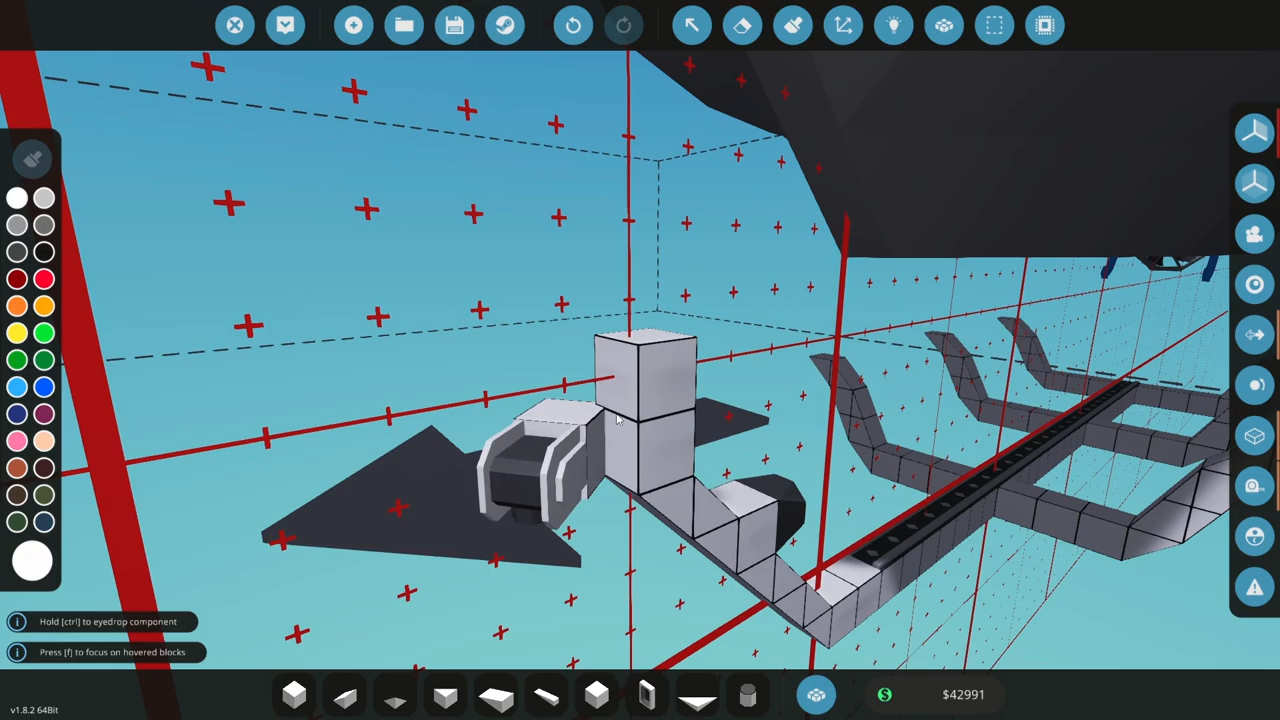 Hold [ctrl] to eyedrop component
Press [f] to focus on hovered blocks
$ $42991
v1.8.2 64Bit